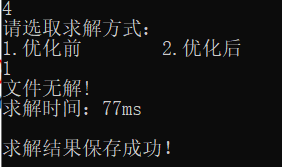 4
请选取求解方式：
1.优化前 2.优化后
1
文件无解!
求解时间：77ms
求解结果保存成功！